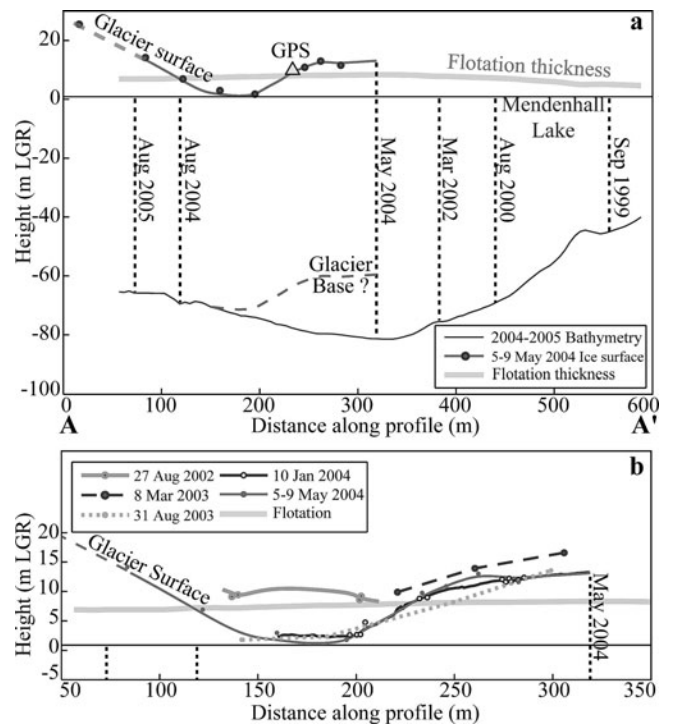 a
20
0
-20
-40
-60
-80
-100
Height (m LGR)
Glacier surface
GPS
Flotation thickness
Mendenhall
Lake
Aug 2005
Aug 2004
May 2004
Mar 2002
Aug 2000
Sep 1999
Glacier
Base ?
2004-2005 Bathymetry
5-9 May 2004 Ice surface
Flotation thickness
0 100 200 300 400 500 600
A Distance along profile (m) A'
b
27 Aug 2002
8 Mar 2003
31 Aug 2003
10 Jan 2004
5-9 May 2004
Flotation
20
15
10
5
0
-5
Height (m LGR)
Glacier Surface
May 2004
50 100 150 200 250 300 350
Distance along profile (m)